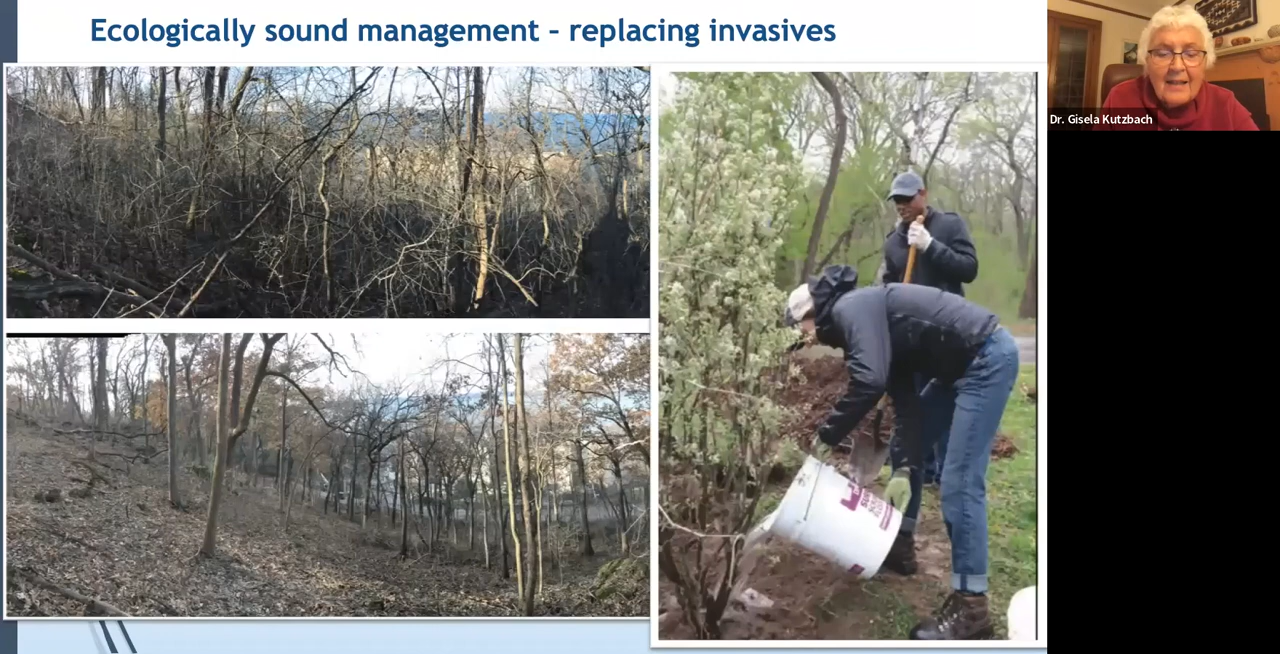 Ecologically sound management – replacing invasives
Dr. Gisela Kutzbach